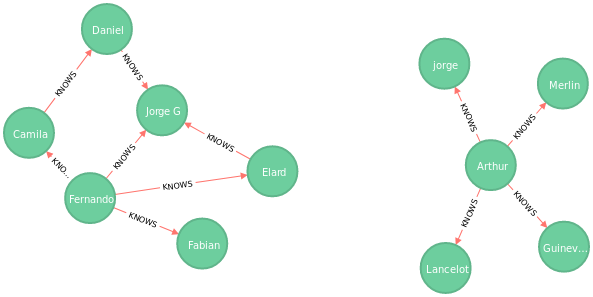 Daniel
KNOWS
KNOWS
Jorge G
Camila
KNOWS
KNOWS
KNO...
Elard
KNOWS
Fernando
KNOWS
Fabian
jorge
Merlin
KNOWS
KNOWS
Arthur
KNOWS
KNOWS
Guinev...
Lancelot